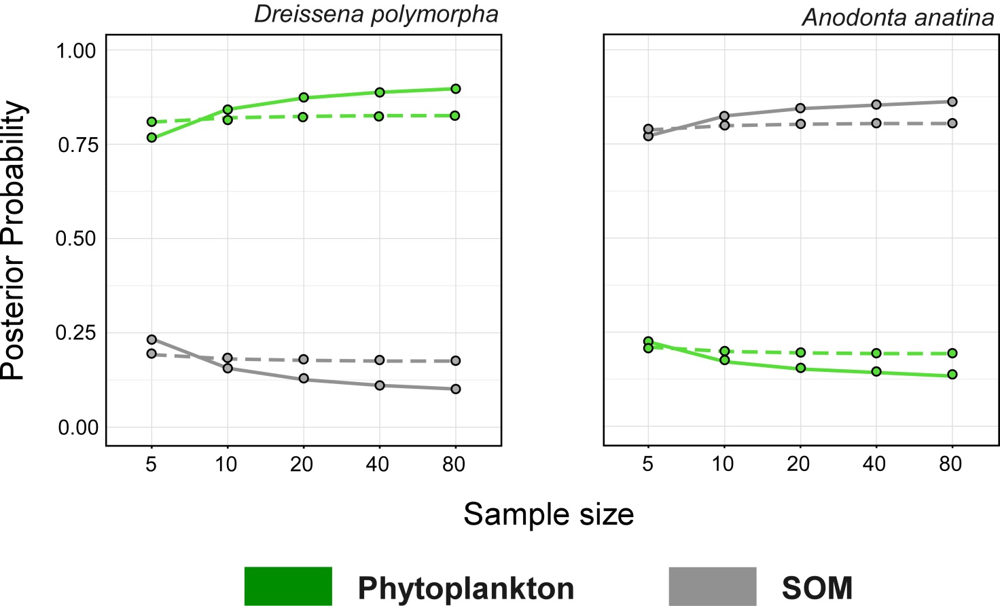 Dreissena polymorpha
Anodonta anatina
Posterior Probability
1.00
0.75
0.50
0.25
0.00
5 10 20 40 80
5 10 20 40 80
Sample size
Phytoplankton SOM